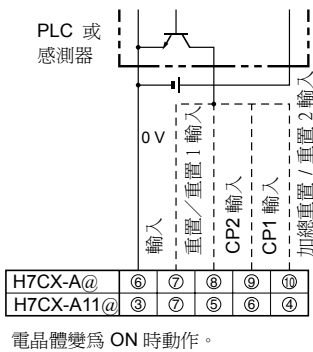 PLC 或
感測器
0 V
輸入
重置／重置 1 輸入
CP2 輸入
CP1 輸入
加總重置 / 重置 2 輸入
H7CX-A@ ⑥ ⑦ ⑧ ⑨ ⑩
H7CX-A11@ ③ ⑦ ⑤ ⑥ ④
電晶體變為 ON 時動作。